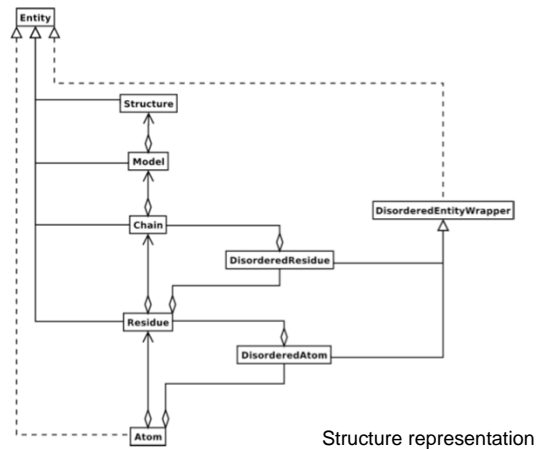 Entity
Structure
Model
DisorderedEntityWrapper
Chain
DisorderedResidue
Residue
DisorderedAtom
Atom
Structure representation